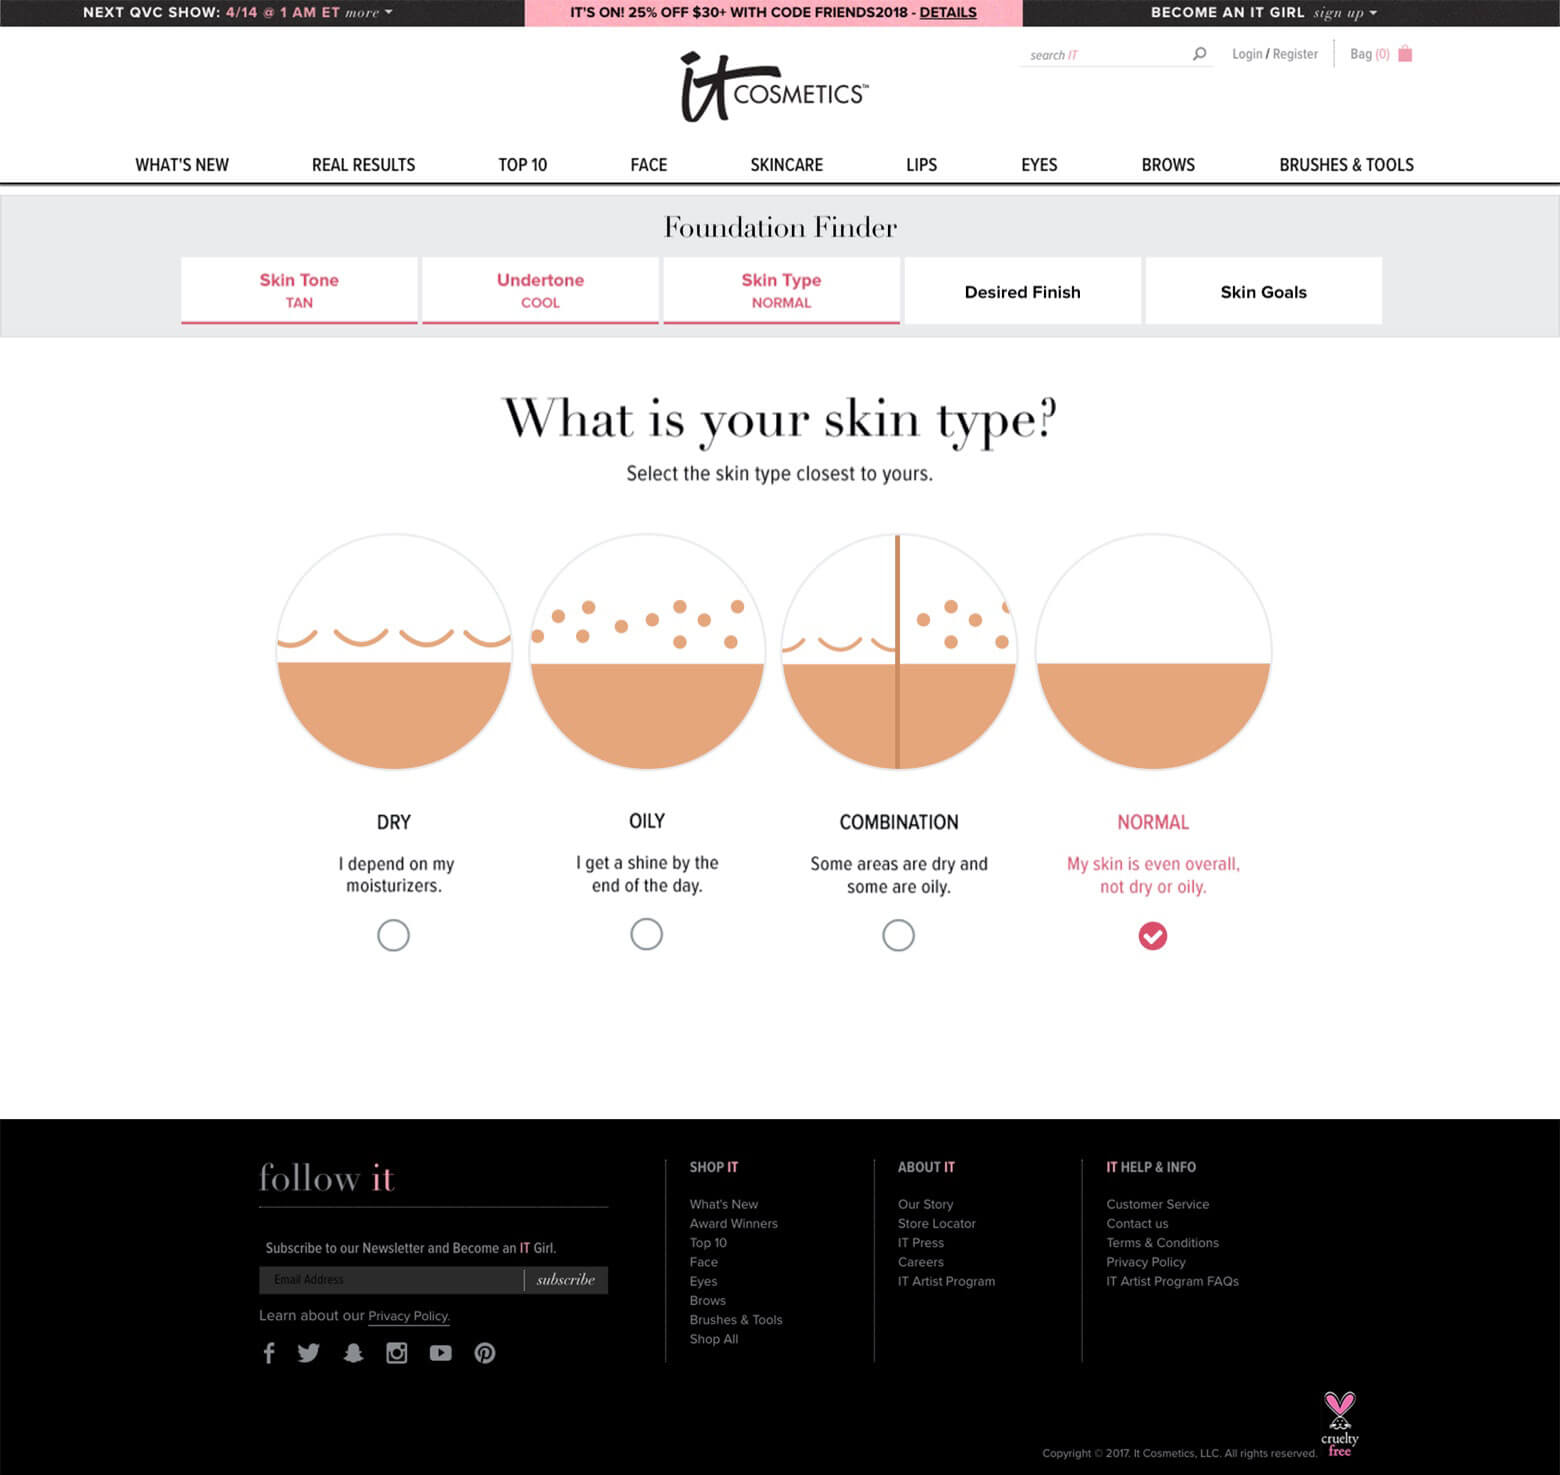 NEXT QVC SHOW: 4/14 @ 1 AM ET more
IT'S ON! 25% OFF $30+ WITH CODE FRIENDS2018 - DETAILS
BECOME AN IT GIRL sign up
search IT
Login / Register
Bag (0)
it COSMETICS™
WHAT'S NEW
REAL RESULTS
TOP 10
FACE
SKINCARE
LIPS
EYES
BROWS
BRUSHES & TOOLS
Foundation Finder
Skin Tone
TAN
Undertone
COOL
Skin Type
NORMAL
Desired Finish
Skin Goals
What is your skin type?
Select the skin type closest to yours.
DRY
I depend on my
moisturizers.
OILY
I get a shine by the
end of the day.
COMBINATION
Some areas are dry and
some are oily.
NORMAL
My skin is even overall,
not dry or oily.
follow it
Subscribe to our Newsletter and Become an IT Girl.
Email Address
subscribe
Learn about our Privacy Policy.
SHOP IT
What's New
Award Winners
Top 10
Face
Eyes
Brows
Brushes & Tools
Shop All
ABOUT IT
Our Story
Store Locator
IT Press
Careers
IT Artist Program
IT HELP & INFO
Customer Service
Contact us
Terms & Conditions
Privacy Policy
IT Artist Program FAQs
cruelty
free
Copyright © 2017. It Cosmetics, LLC. All rights reserved.